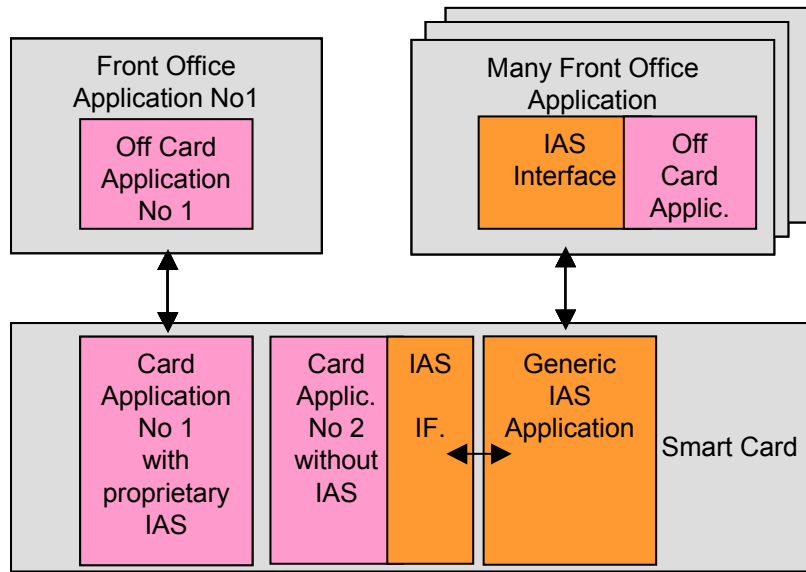 Front Office
Application No1
Off Card
Application
No 1
Many Front Office
Application
IAS
Interface
Off
Card
Applic.
Card
Application
No 1
with
proprietary
IAS
Card
Applic.
No 2
without
IAS
IAS
IF.
Generic
IAS
Application
Smart Card